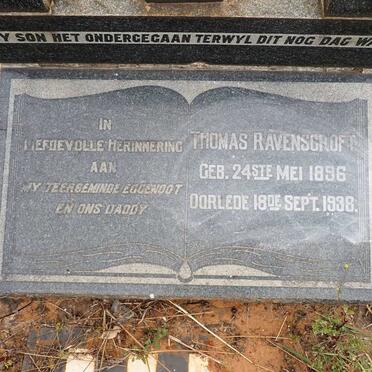 Y SON HET ONDERGEGAAN TERWYL DIT NOG DAG WA
IN
LIEFDEVOLLE HERINNERING
AAN
MY TEERBEMINDE EGGENOOT
EN ONS DADDY
THOMAS RAVENSCROFT
GEB. 24STE MEI 1896
OORLEDE 18DE SEPT. 1938.